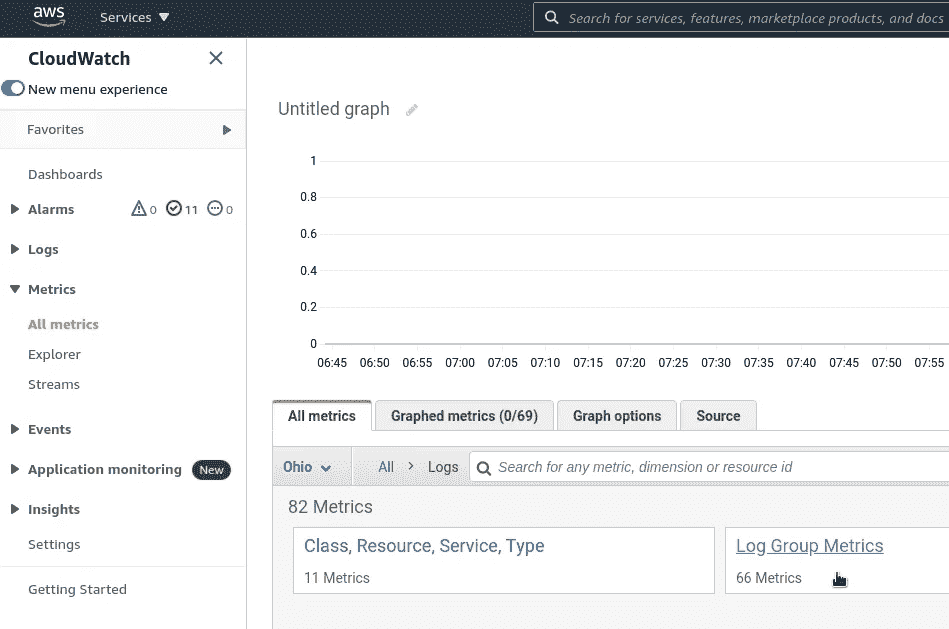 aws Services Search for services, features, marketplace products, and docs
CloudWatch
New menu experience
Favorites
Dashboards
Alarms 0 11 0
Logs
Metrics
All metrics
Explorer
Streams
Events
Application monitoring New
Insights
Settings
Getting Started
Untitled graph
1
0.8
0.6
0.4
0.2
0
06:45 06:50 06:55 07:00 07:05 07:10 07:15 07:20 07:25 07:30 07:35 07:40 07:45 07:50 07:55
All metrics Graphed metrics (0/69) Graph options Source
Ohio All > Logs Search for any metric, dimension or resource id
82 Metrics
Class, Resource, Service, Type Log Group Metrics
11 Metrics 66 Metrics